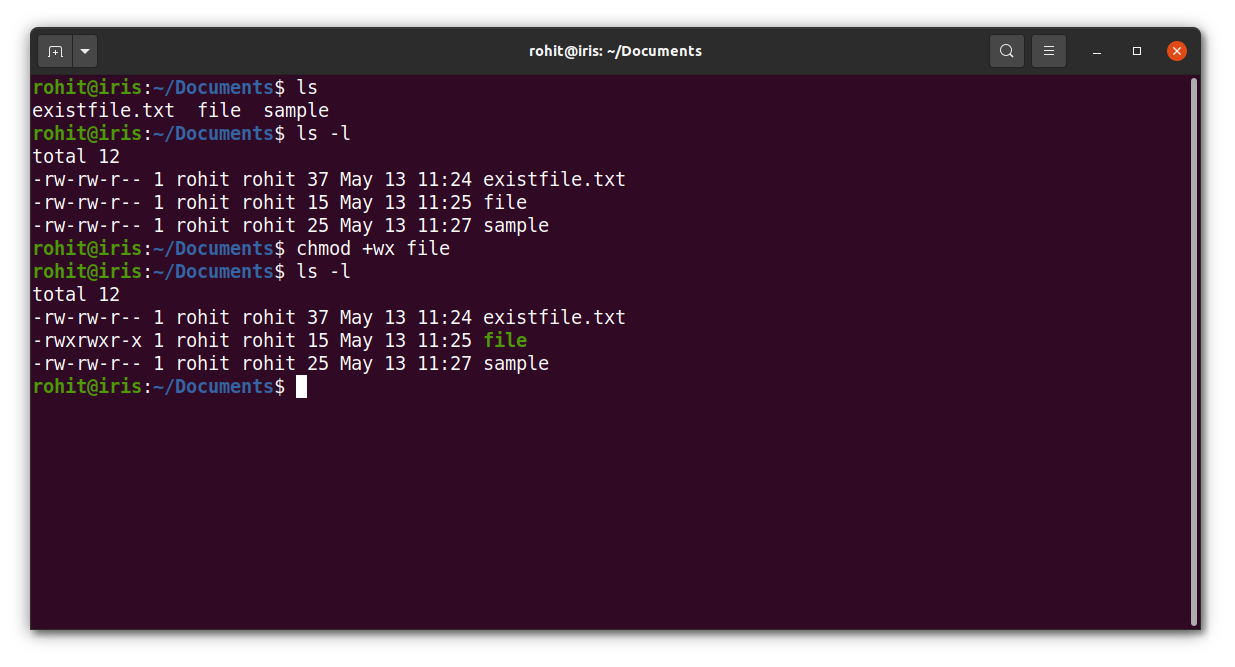 rohit@iris: ~/Documents
rohit@iris:~/Documents$ ls
existfile.txt  file  sample
rohit@iris:~/Documents$ ls -l
total 12
-rw-rw-r-- 1 rohit rohit 37 May 13 11:24 existfile.txt
-rw-rw-r-- 1 rohit rohit 15 May 13 11:25 file
-rw-rw-r-- 1 rohit rohit 25 May 13 11:27 sample
rohit@iris:~/Documents$ chmod +wx file
rohit@iris:~/Documents$ ls -l
total 12
-rw-rw-r-- 1 rohit rohit 37 May 13 11:24 existfile.txt
-rwxrwxr-x 1 rohit rohit 15 May 13 11:25 file
-rw-rw-r-- 1 rohit rohit 25 May 13 11:27 sample
rohit@iris:~/Documents$